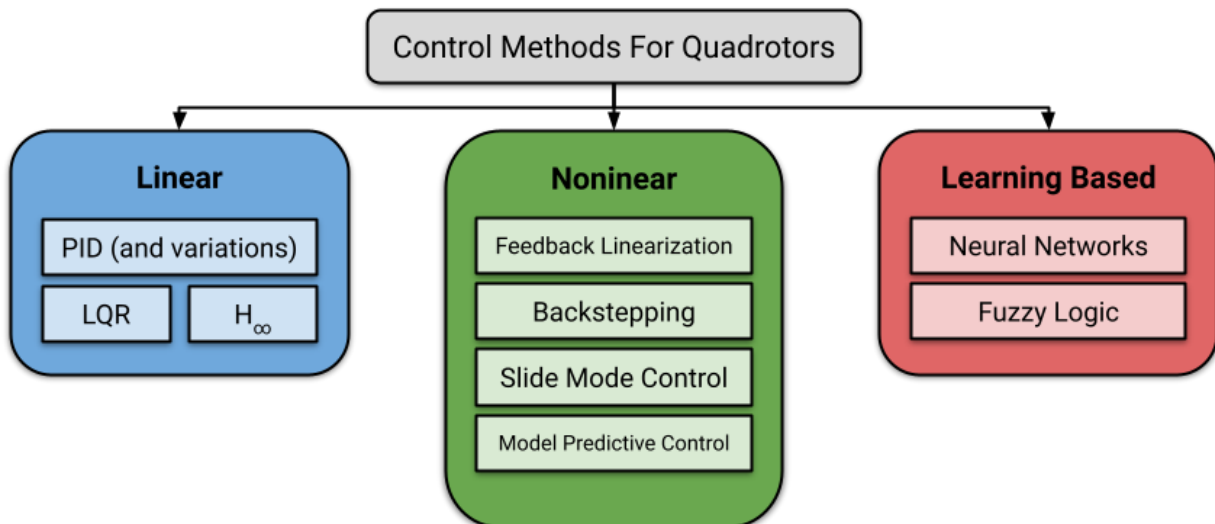 Control Methods For Quadrotors
Linear
PID (and variations)
LQR
H∞
Noninear
Feedback Linearization
Backstepping
Slide Mode Control
Model Predictive Control
Learning Based
Neural Networks
Fuzzy Logic